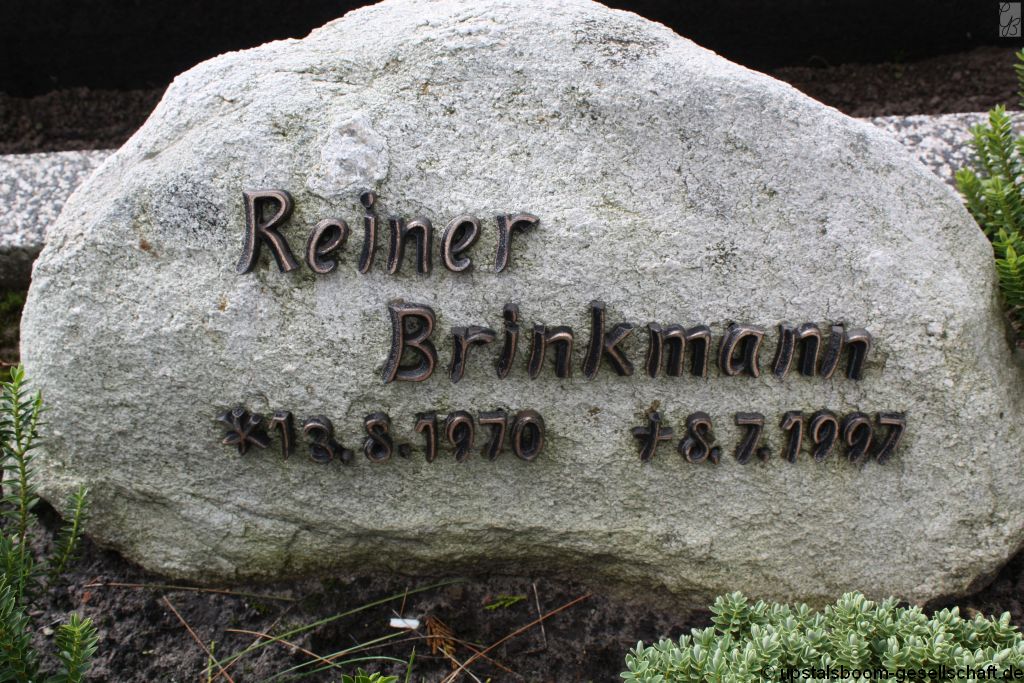 Reiner
Brinkmann
*13.8.1970 †8.7.1997
© upstalsboom-gesellschaft.de